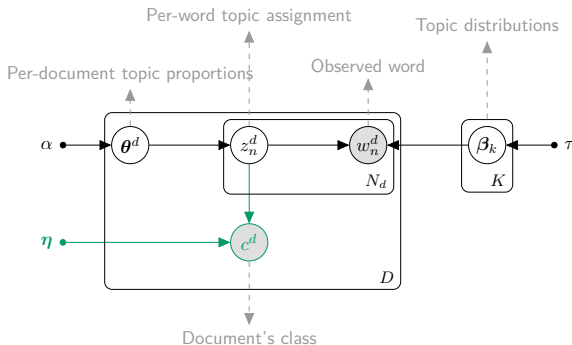 Per-word topic assignment
Topic distributions
Per-document topic proportions
Observed word
α
θ^d
z_n^d
w_n^d
β_k
τ
N_d
K
η
c^d
D
Document's class